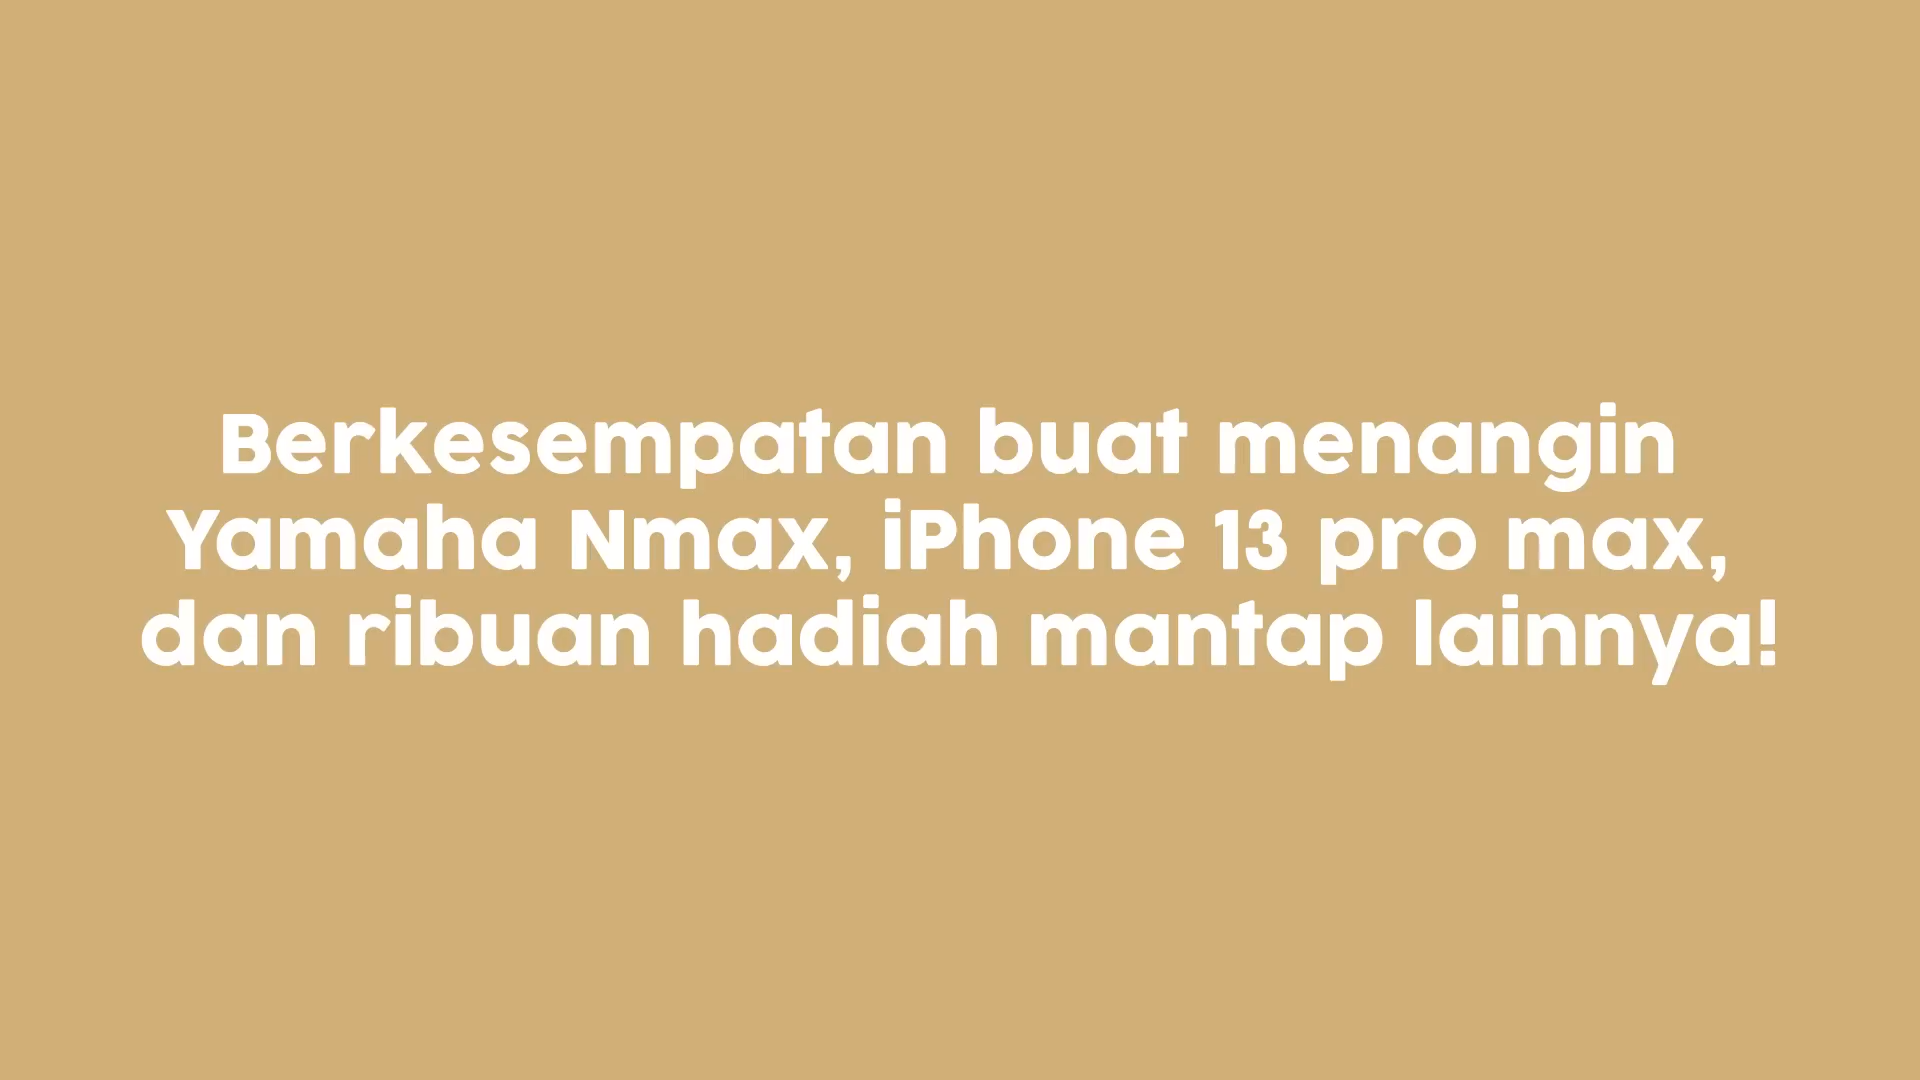 Berkesempatan buat menangin
Yamaha Nmax, iPhone 13 pro max,
dan ribuan hadiah mantap lainnya!